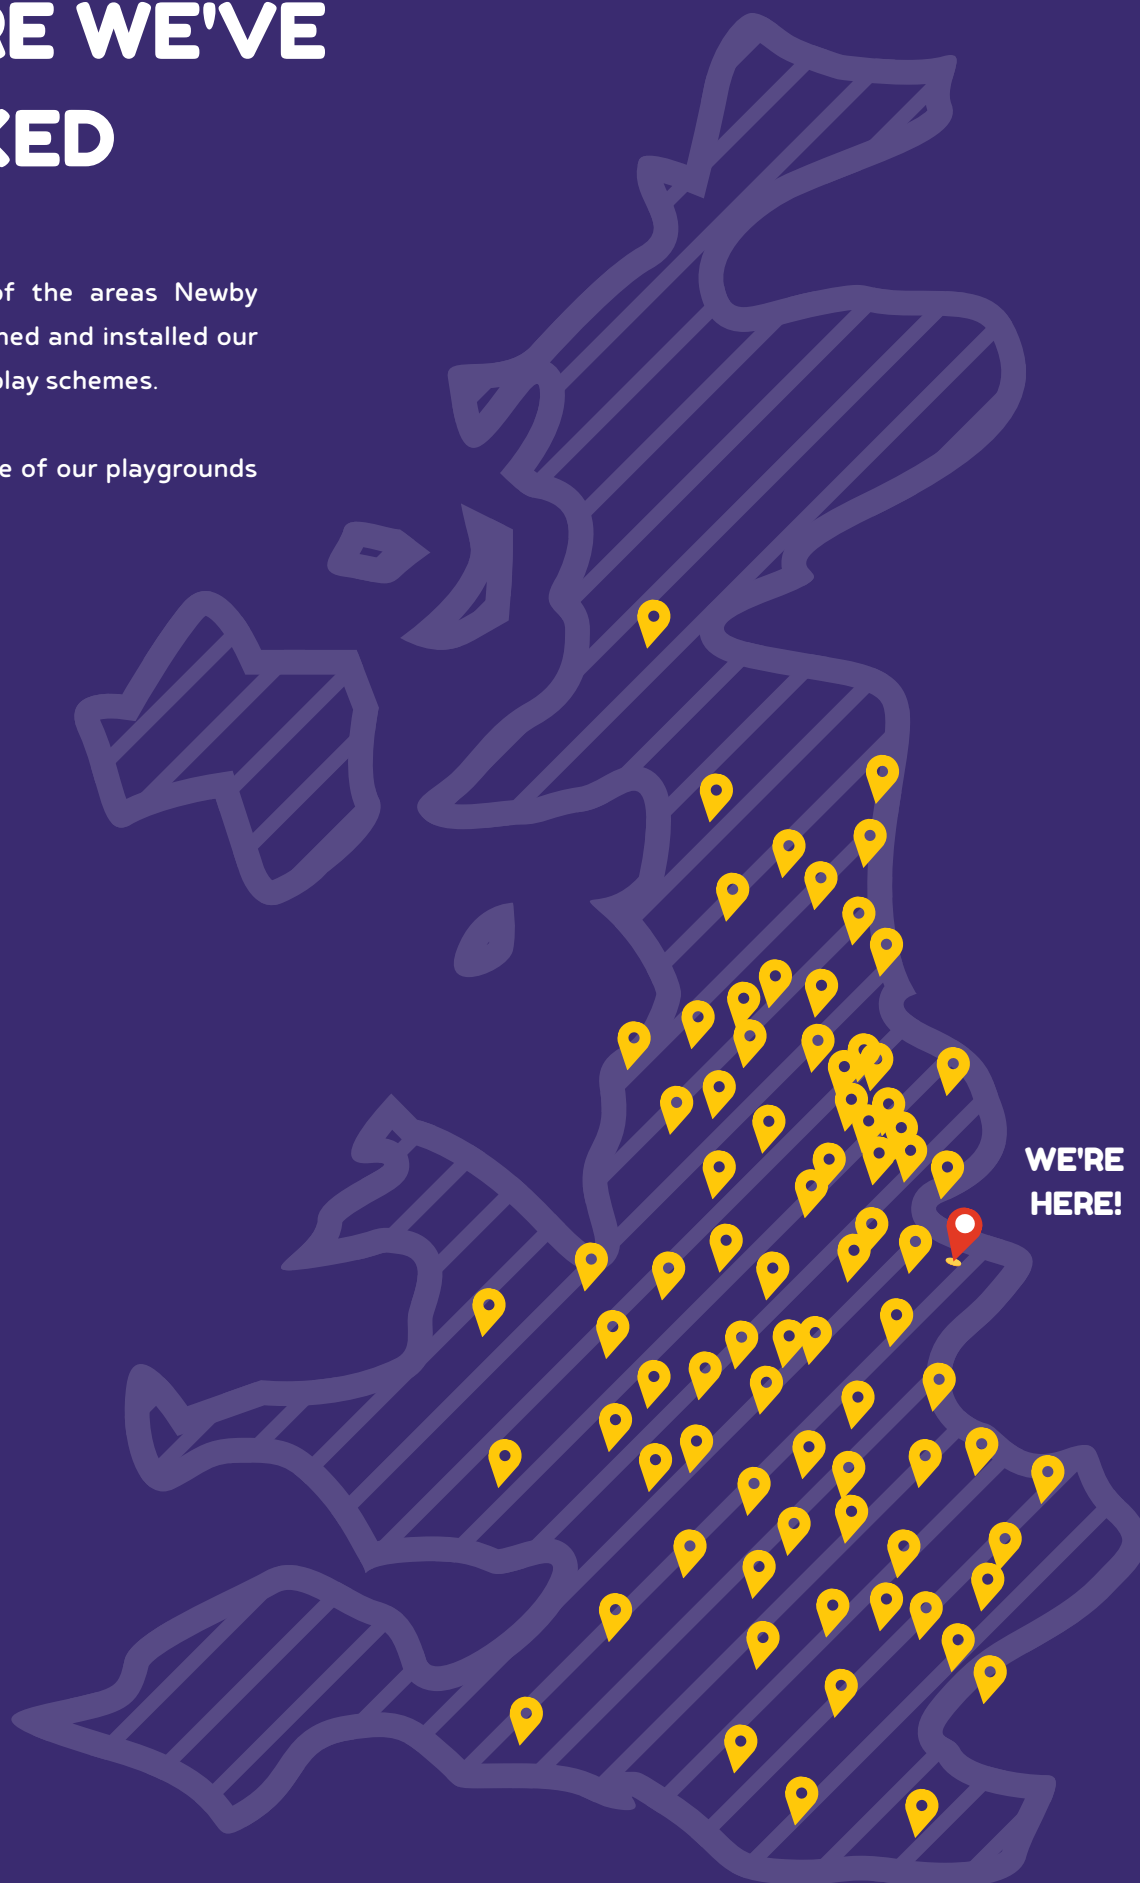 RE WE'VE
KED
of the areas Newby
ned and installed our
play schemes.
e of our playgrounds
WE'RE
HERE!